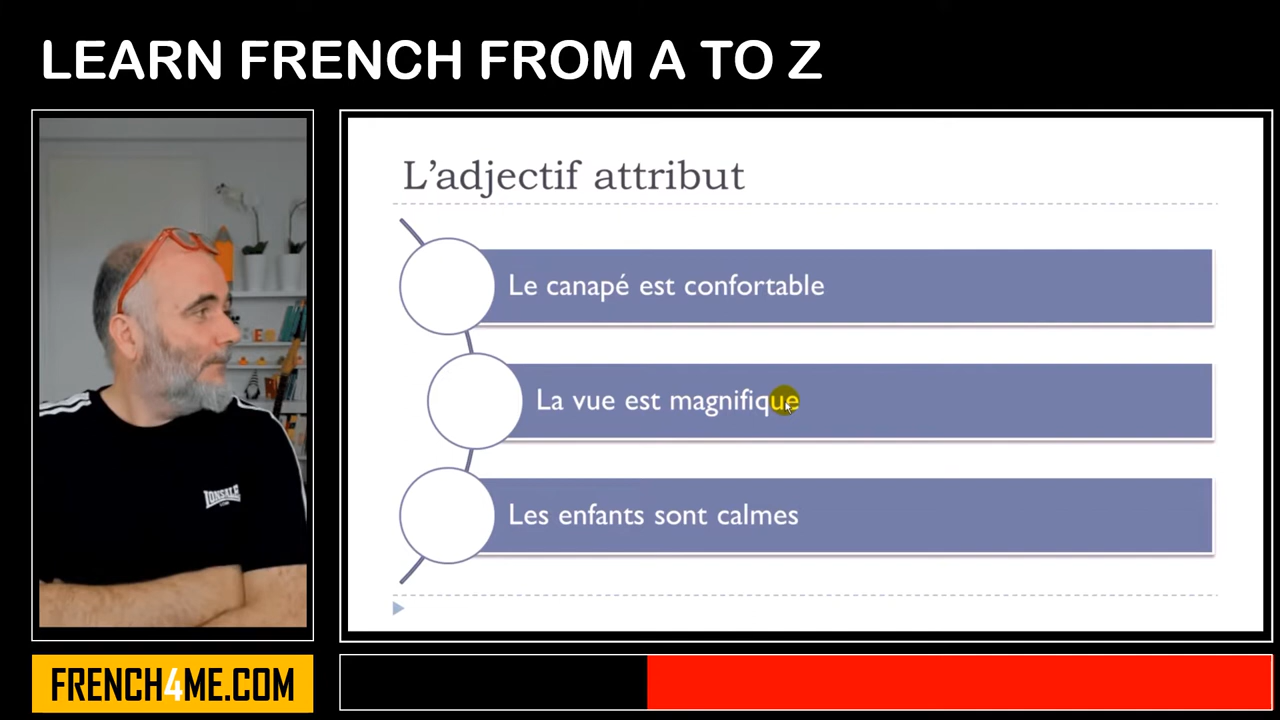 LEARN FRENCH FROM A TO Z
L’adjectif attribut
Le canapé est confortable
La vue est magnifique
Les enfants sont calmes
LONSDALE
FRENCH4ME.COM